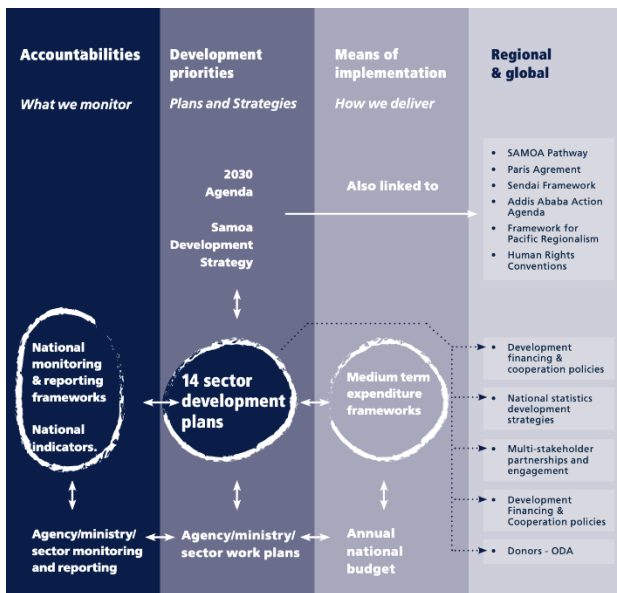 Accountabilities
What we monitor
Development
priorities
Plans and Strategies
Means of
implementation
How we deliver
Regional
& global
2030
Agenda
Samoa
Development
Strategy
Also linked to
• SAMOA Pathway
• Paris Agrement
• Sendai Framework
• Addis Ababa Action
Agenda
• Framework for
Pacific Regionalism
• Human Rights
Conventions
National
monitoring
& reporting
frameworks
National
indicators.
14 sector
development
plans
Medium term
expenditure
frameworks
• Development
financing &
cooperation policies
• National statistics
development
strategies
• Multi-stakeholder
partnerships and
engagement
• Development
Financing &
Cooperation policies
• Donors - ODA
Agency/ministry/
sector monitoring
and reporting
Agency/ministry/
sector work plans
Annual
national
budget